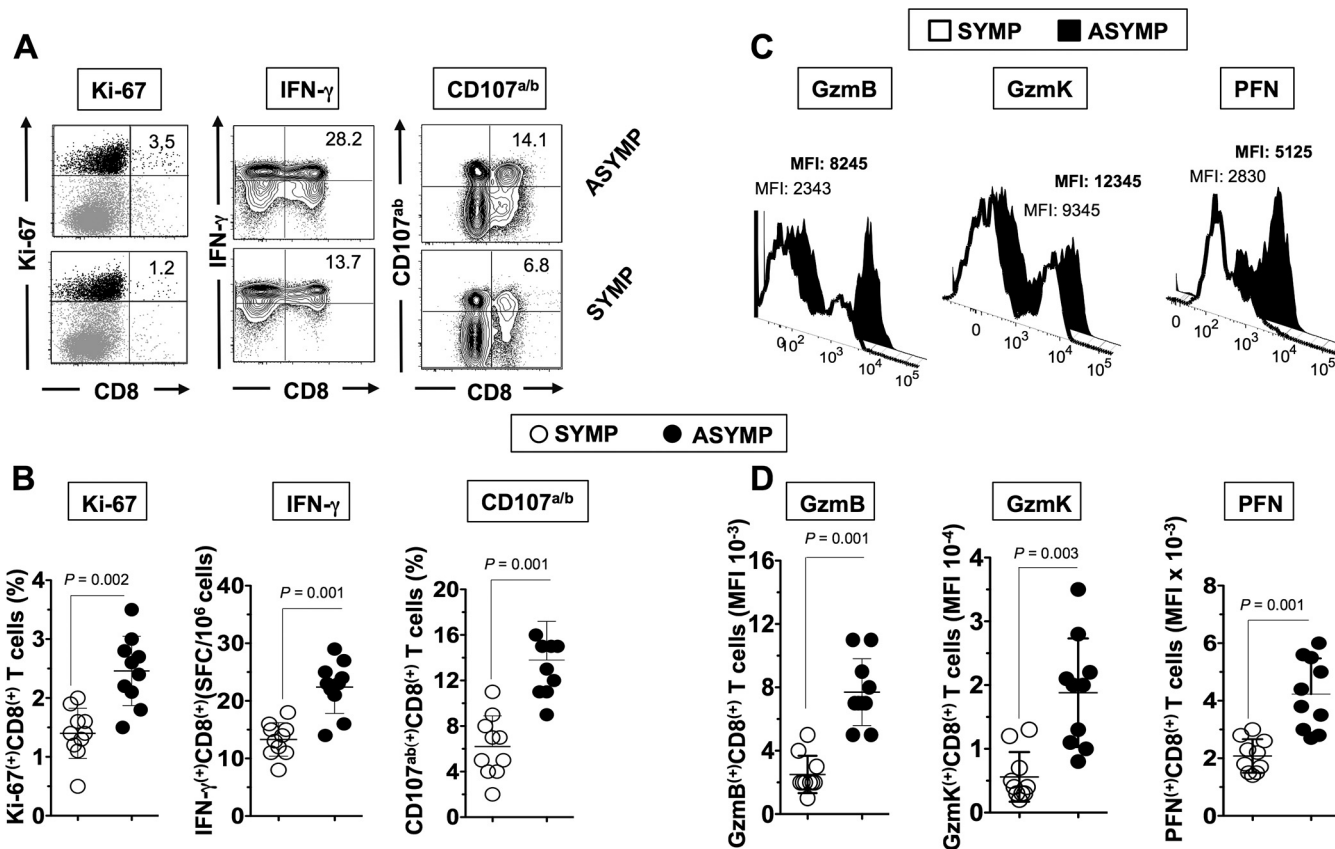 A
Ki-67
IFN-γ
CD107a/b
3,5
28.2
14.1
ASYMP
1.2
13.7
6.8
SYMP
Ki-67
IFN-γ
CD107ab
CD8
CD8
CD8
C
SYMP ASYMP
GzmB
GzmK
PFN
MFI: 8245
MFI: 2343
MFI: 12345
MFI: 9345
MFI: 5125
MFI: 2830
0 10² 10³ 10⁴ 10⁵
0 10³ 10⁴ 10⁵
0 10² 10³ 10⁴ 10⁵
SYMP ASYMP
B
Ki-67
IFN-γ
CD107a/b
P = 0.002
P = 0.001
P = 0.001
Ki-67(+)CD8(+) T cells (%)
4
3
2
1
0
IFN-γ(+)CD8(+)(SFC/10⁶ cells)
40
30
20
10
0
CD107ab(+)CD8(+) T cells (%)
20
16
12
8
4
0
D
GzmB
GzmK
PFN
P = 0.001
P = 0.003
P = 0.001
GzmB(+)CD8(+) T cells (MFI 10⁻³)
16
12
8
4
0
GzmK(+)CD8(+) T cells (MFI 10⁻⁴)
4
3
2
1
0
PFN(+)CD8(+) T cells (MFI x 10⁻³)
8
6
4
2
0